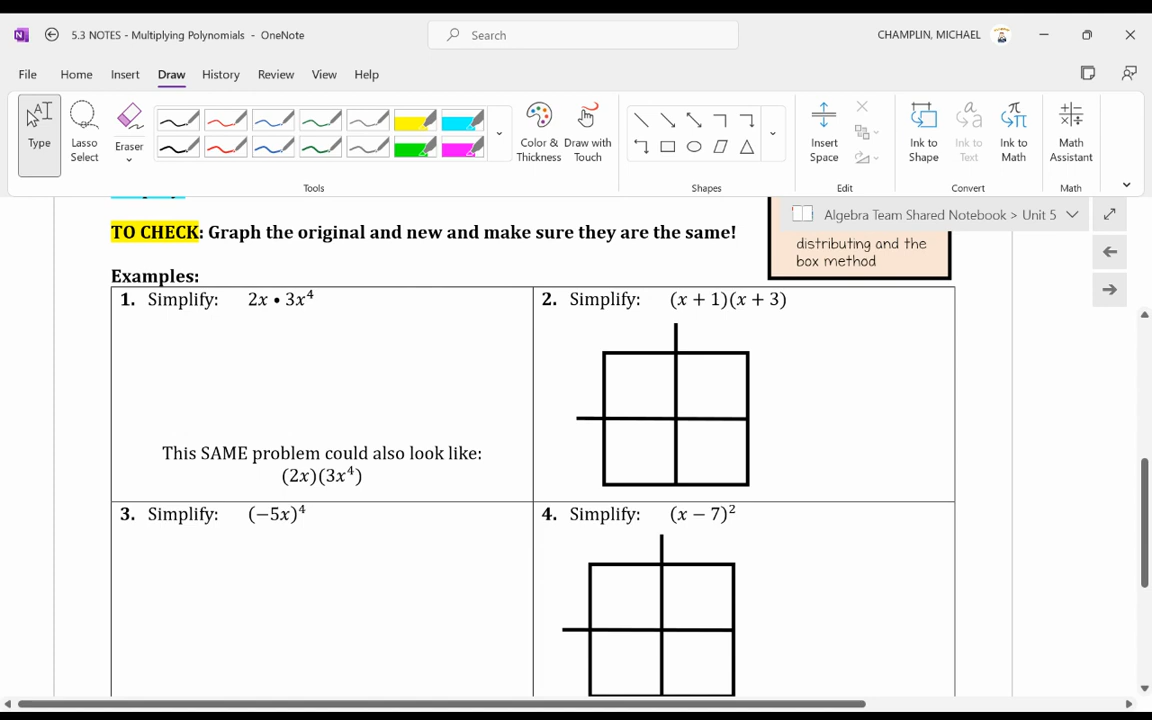 5.3 NOTES - Multiplying Polynomials - OneNote
Search
CHAMPLIN, MICHAEL
File Home Insert Draw History Review View Help
Type
Lasso Select
Eraser
Color & Thickness
Draw with Touch
Insert Space
Ink to Shape
Ink to Text
Ink to Math
Math Assistant
Tools
Shapes
Edit
Convert
Math
Algebra Team Shared Notebook > Unit 5
TO CHECK: Graph the original and new and make sure they are the same!
distributing and the
box method
Examples:
1. Simplify: 2x • 3x⁴
This SAME problem could also look like:
(2x)(3x⁴)
2. Simplify: (x + 1)(x + 3)
3. Simplify: (−5x)⁴
4. Simplify: (x − 7)²